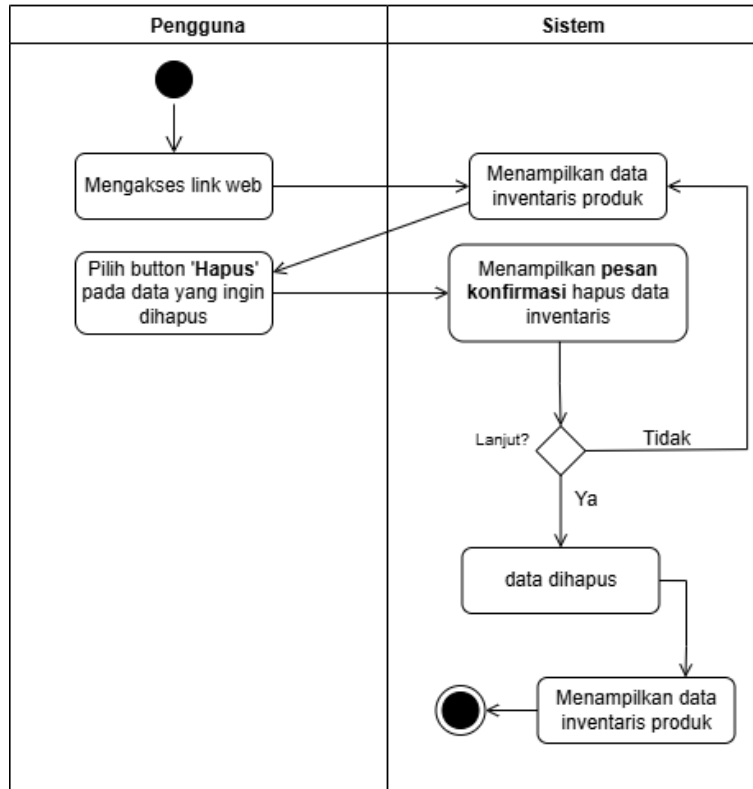 Pengguna
Sistem
Mengakses link web
Menampilkan data
inventaris produk
Pilih button 'Hapus'
pada data yang ingin
dihapus
Menampilkan pesan
konfirmasi hapus data
inventaris
Lanjut?
Tidak
Ya
data dihapus
Menampilkan data
inventaris produk